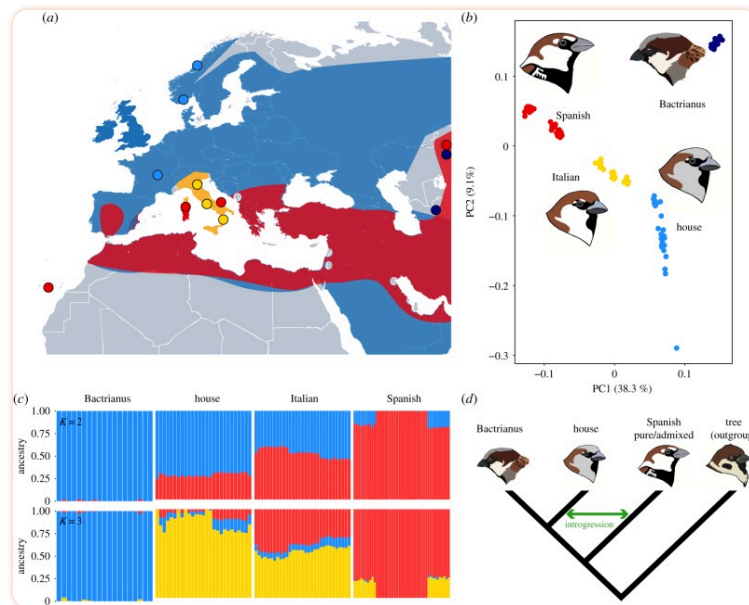 (a)
(b)
0.1
0
−0.1
−0.2
−0.3
PC2 (9.1%)
−0.1
0
0.1
PC1 (38.3 %)
Spanish
Bactrianus
Italian
house
(c)
Bactrianus
house
Italian
Spanish
ancestry
1.00
0.75
0.50
0.25
0
K = 2
ancestry
1.00
0.75
0.50
0.25
0
K = 3
(d)
Bactrianus
house
Spanish
pure/admixed
tree
(outgroup
introgression